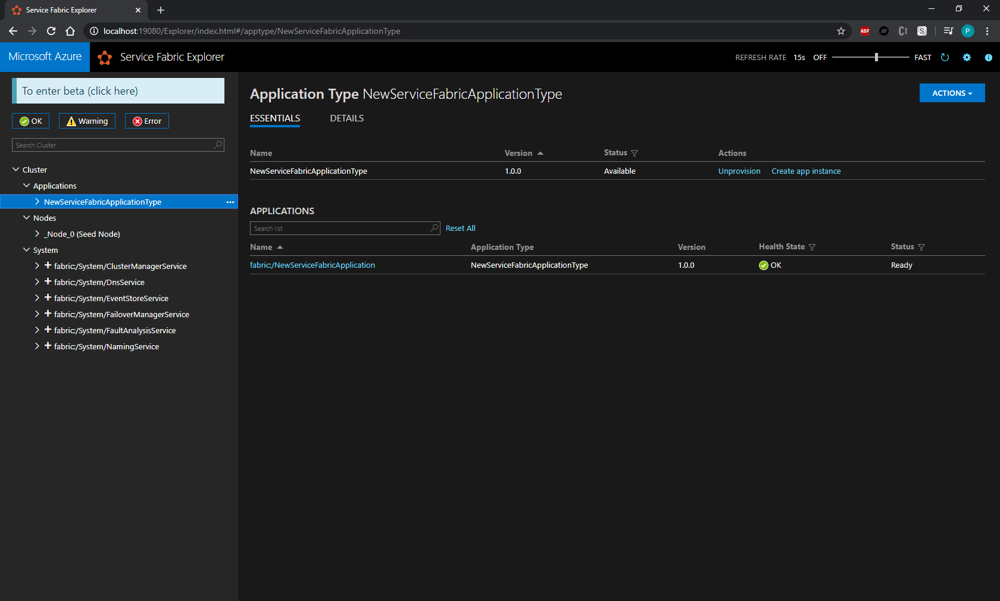 Service Fabric Explorer
localhost:19080/Explorer/index.html#/apptype/NewServiceFabricApplicationType
ABP
S
P
Microsoft Azure
Service Fabric Explorer
REFRESH RATE 15s OFF FAST
To enter beta (click here)
OK Warning Error
Search Cluster
Cluster
Applications
NewServiceFabricApplicationType
Nodes
_Node_0 (Seed Node)
System
fabric:/System/ClusterManagerService
fabric:/System/DnsService
fabric:/System/EventStoreService
fabric:/System/FailoverManagerService
fabric:/System/FaultAnalysisService
fabric:/System/NamingService
Application Type NewServiceFabricApplicationType
ACTIONS
ESSENTIALS DETAILS
Name Version Status Actions
NewServiceFabricApplicationType 1.0.0 Available Unprovision Create app instance
APPLICATIONS
Search list Reset All
Name Application Type Version Health State Status
fabric:/NewServiceFabricApplication NewServiceFabricApplicationType 1.0.0 OK Ready